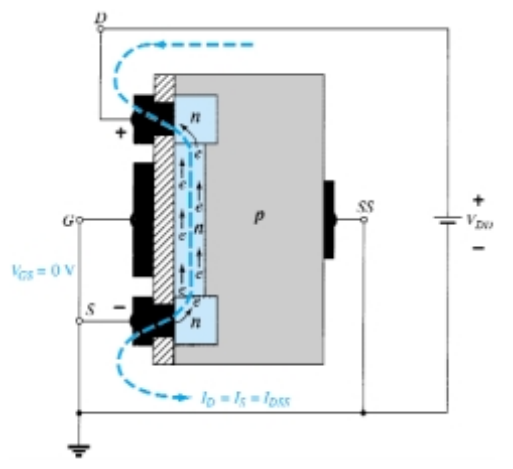 D
n
+
e
e
e
p
SS
+
G
e
n
V_DD
e
−
V_GS = 0 V
e
e
S
−
e
n
I_D = I_S = I_DSS